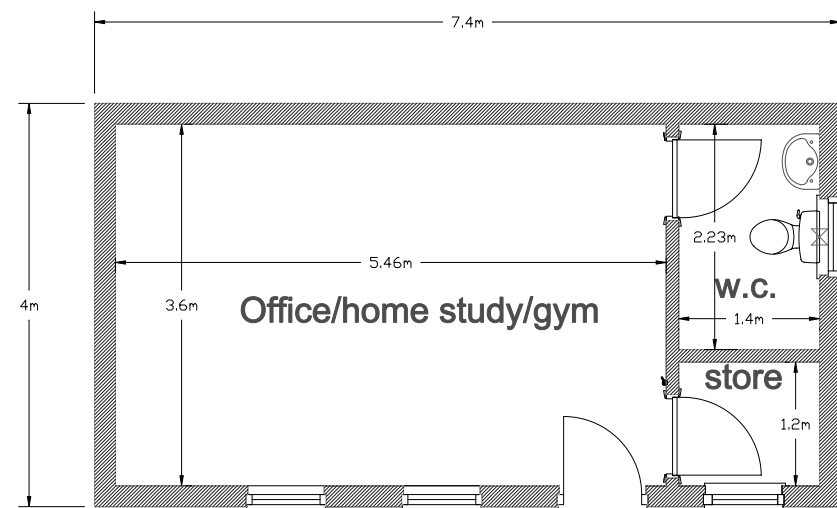 7.4m
4m
3.6m
5.46m
Office/home study/gym
2.23m
w.c.
1.4m
store
1.2m